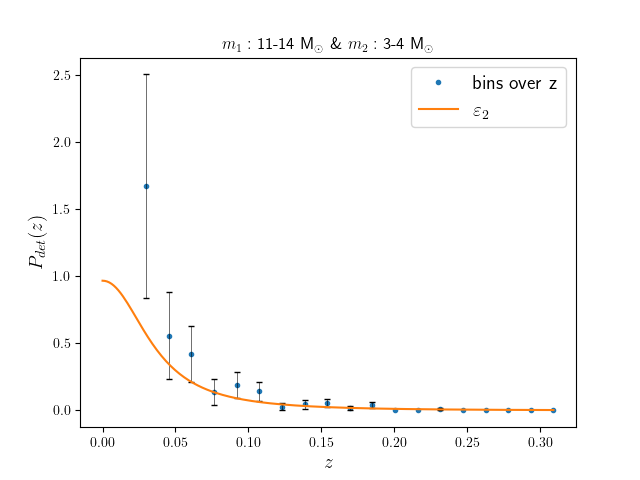 m₁ : 11-14 M⊙ & m₂ : 3-4 M⊙
bins over z
ε₂
P_det(z)
2.5
2.0
1.5
1.0
0.5
0.0
0.00 0.05 0.10 0.15 0.20 0.25 0.30
z